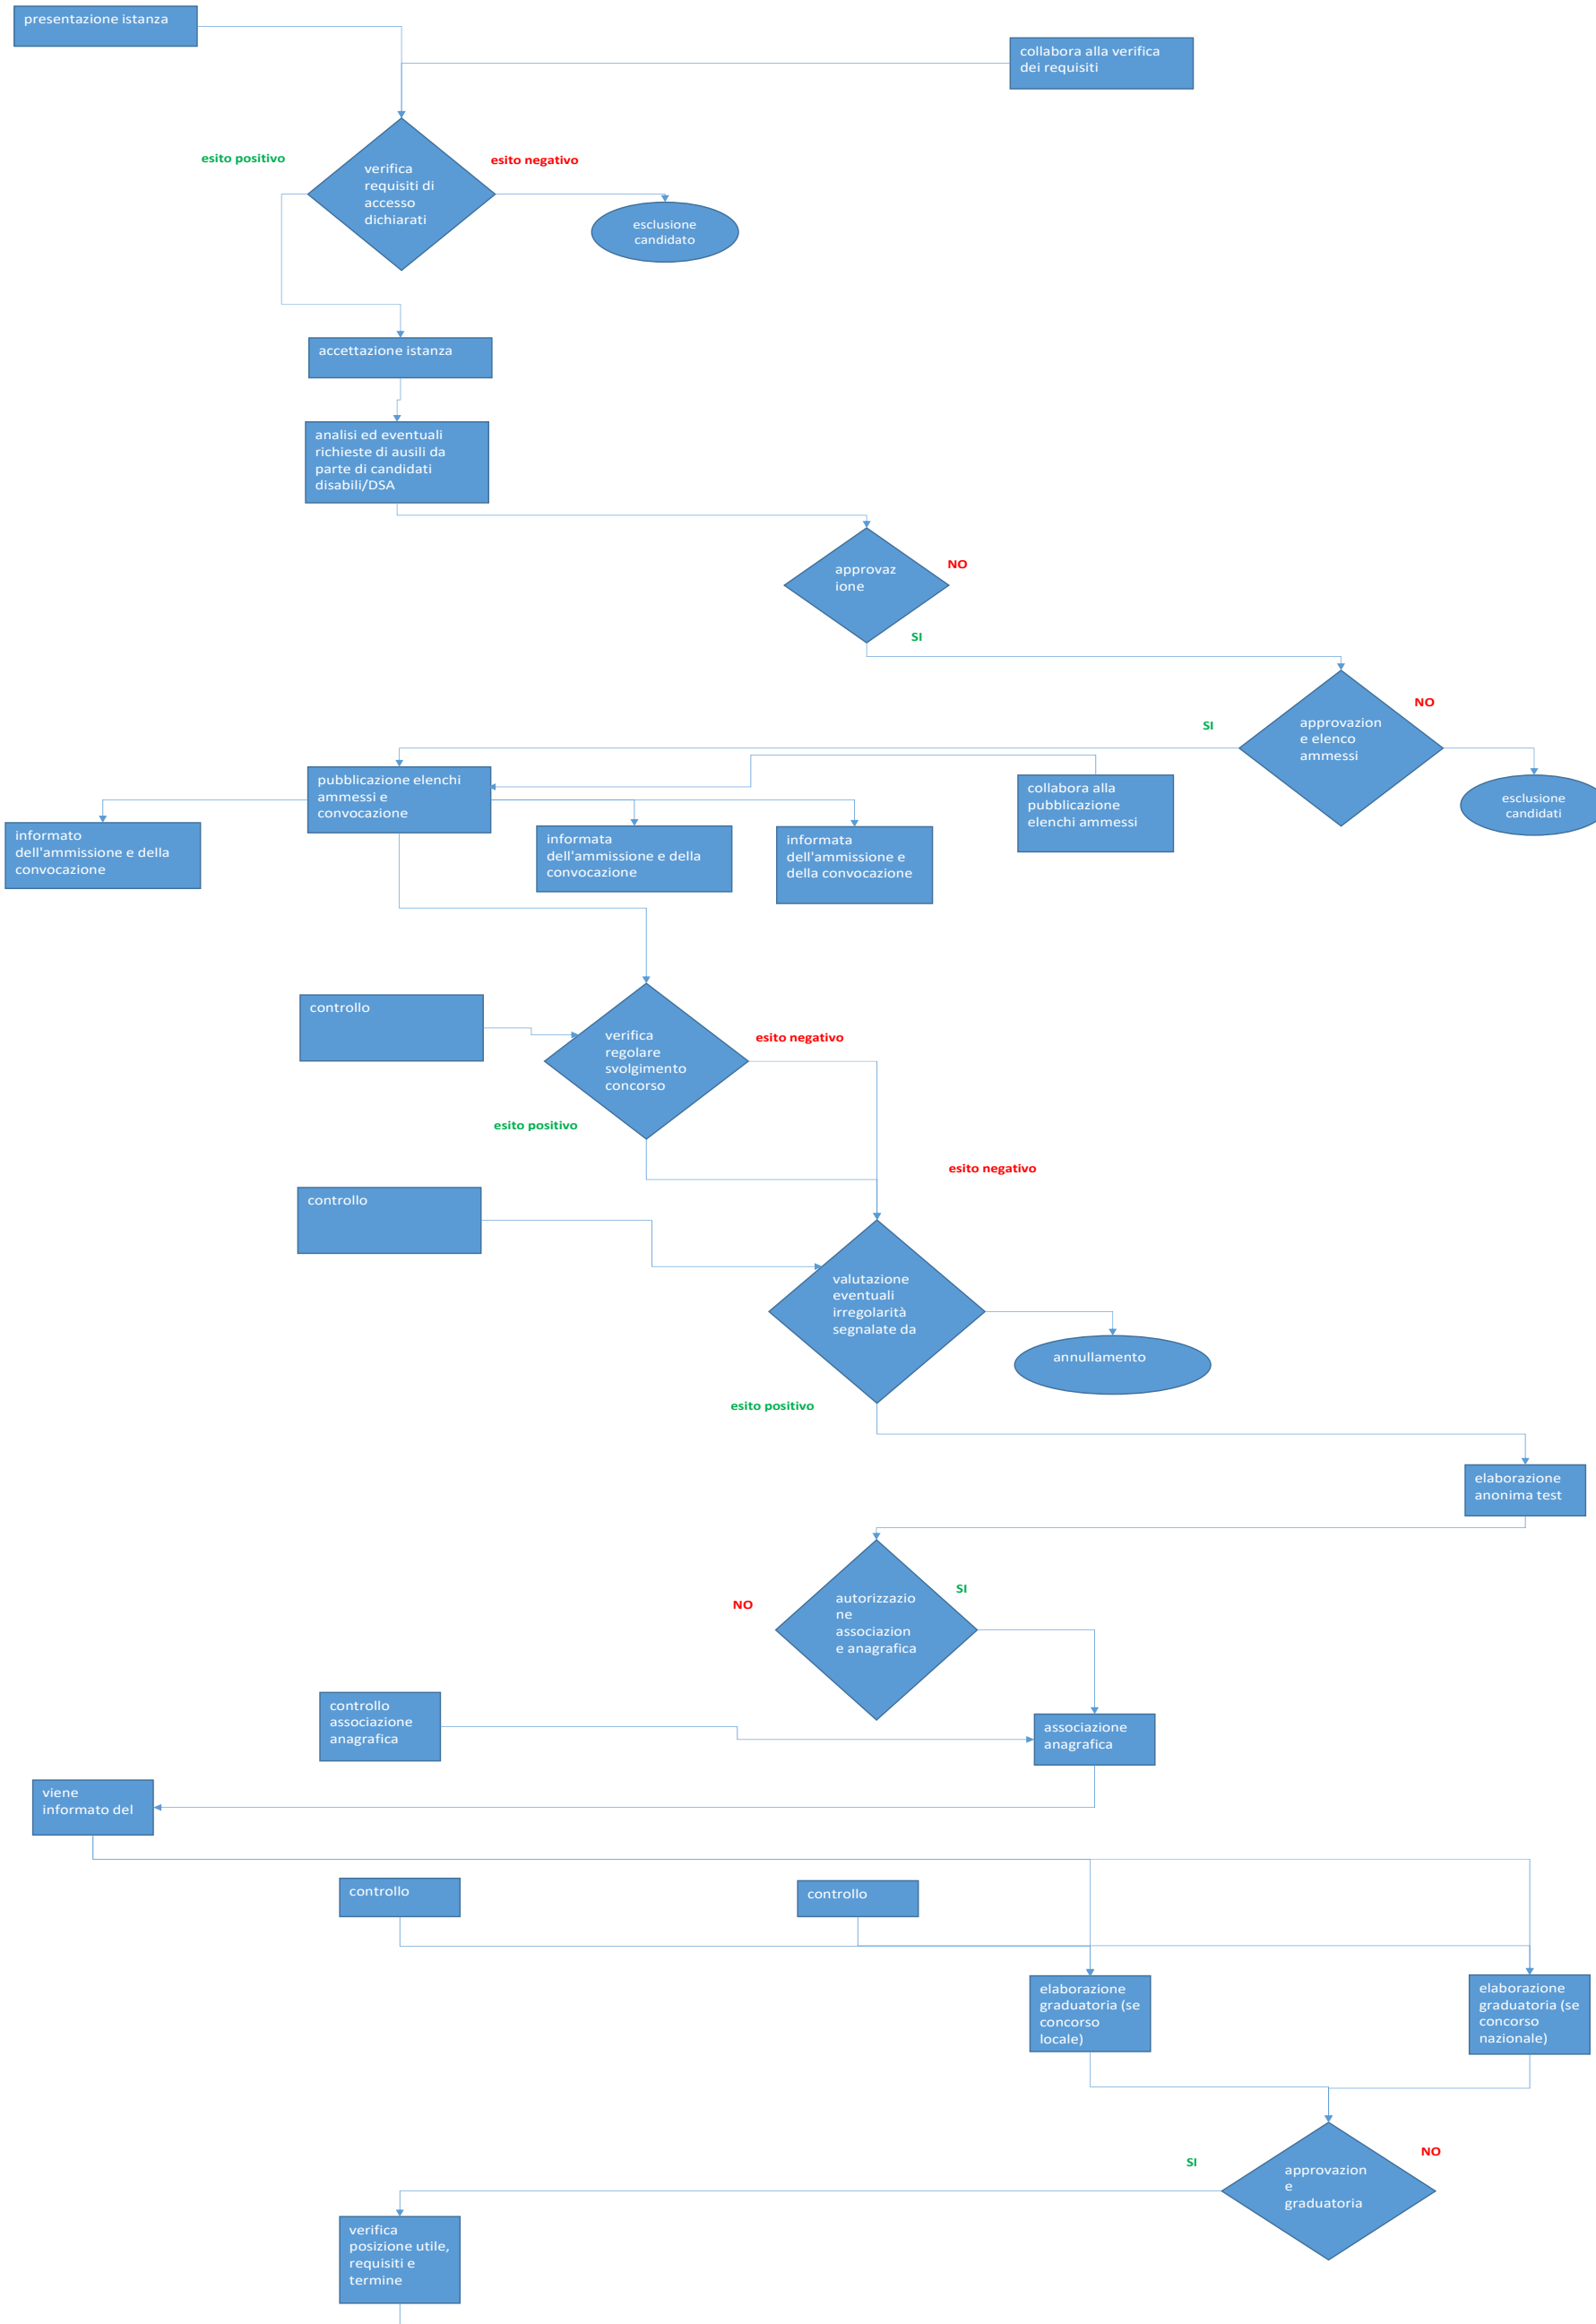 presentazione istanza
collabora alla verifica
dei requisiti
esito positivo
esito negativo
verifica
requisiti di
accesso
dichiarati
esclusione
candidato
accettazione istanza
analisi ed eventuali
richieste di ausili da
parte di candidati
disabili/DSA
approvaz
ione
NO
SI
approvazion
e elenco
ammessi
NO
SI
pubblicazione elenchi
ammessi e
convocazione
collabora alla
pubblicazione
elenchi ammessi
esclusione
candidati
informato
dell'ammissione e della
convocazione
informata
dell'ammissione e della
convocazione
informata
dell'ammissione e
della convocazione
controllo
verifica
regolare
svolgimento
concorso
esito negativo
esito positivo
esito negativo
controllo
valutazione
eventuali
irregolarità
segnalate da
annullamento
esito positivo
elaborazione
anonima test
autorizzazio
ne
associazion
e anagrafica
SI
NO
controllo
associazione
anagrafica
associazione
anagrafica
viene
informato del
controllo
controllo
elaborazione
graduatoria (se
concorso
locale)
elaborazione
graduatoria (se
concorso
nazionale)
SI
NO
approvazion
e
graduatoria
verifica
posizione utile,
requisiti e
termine